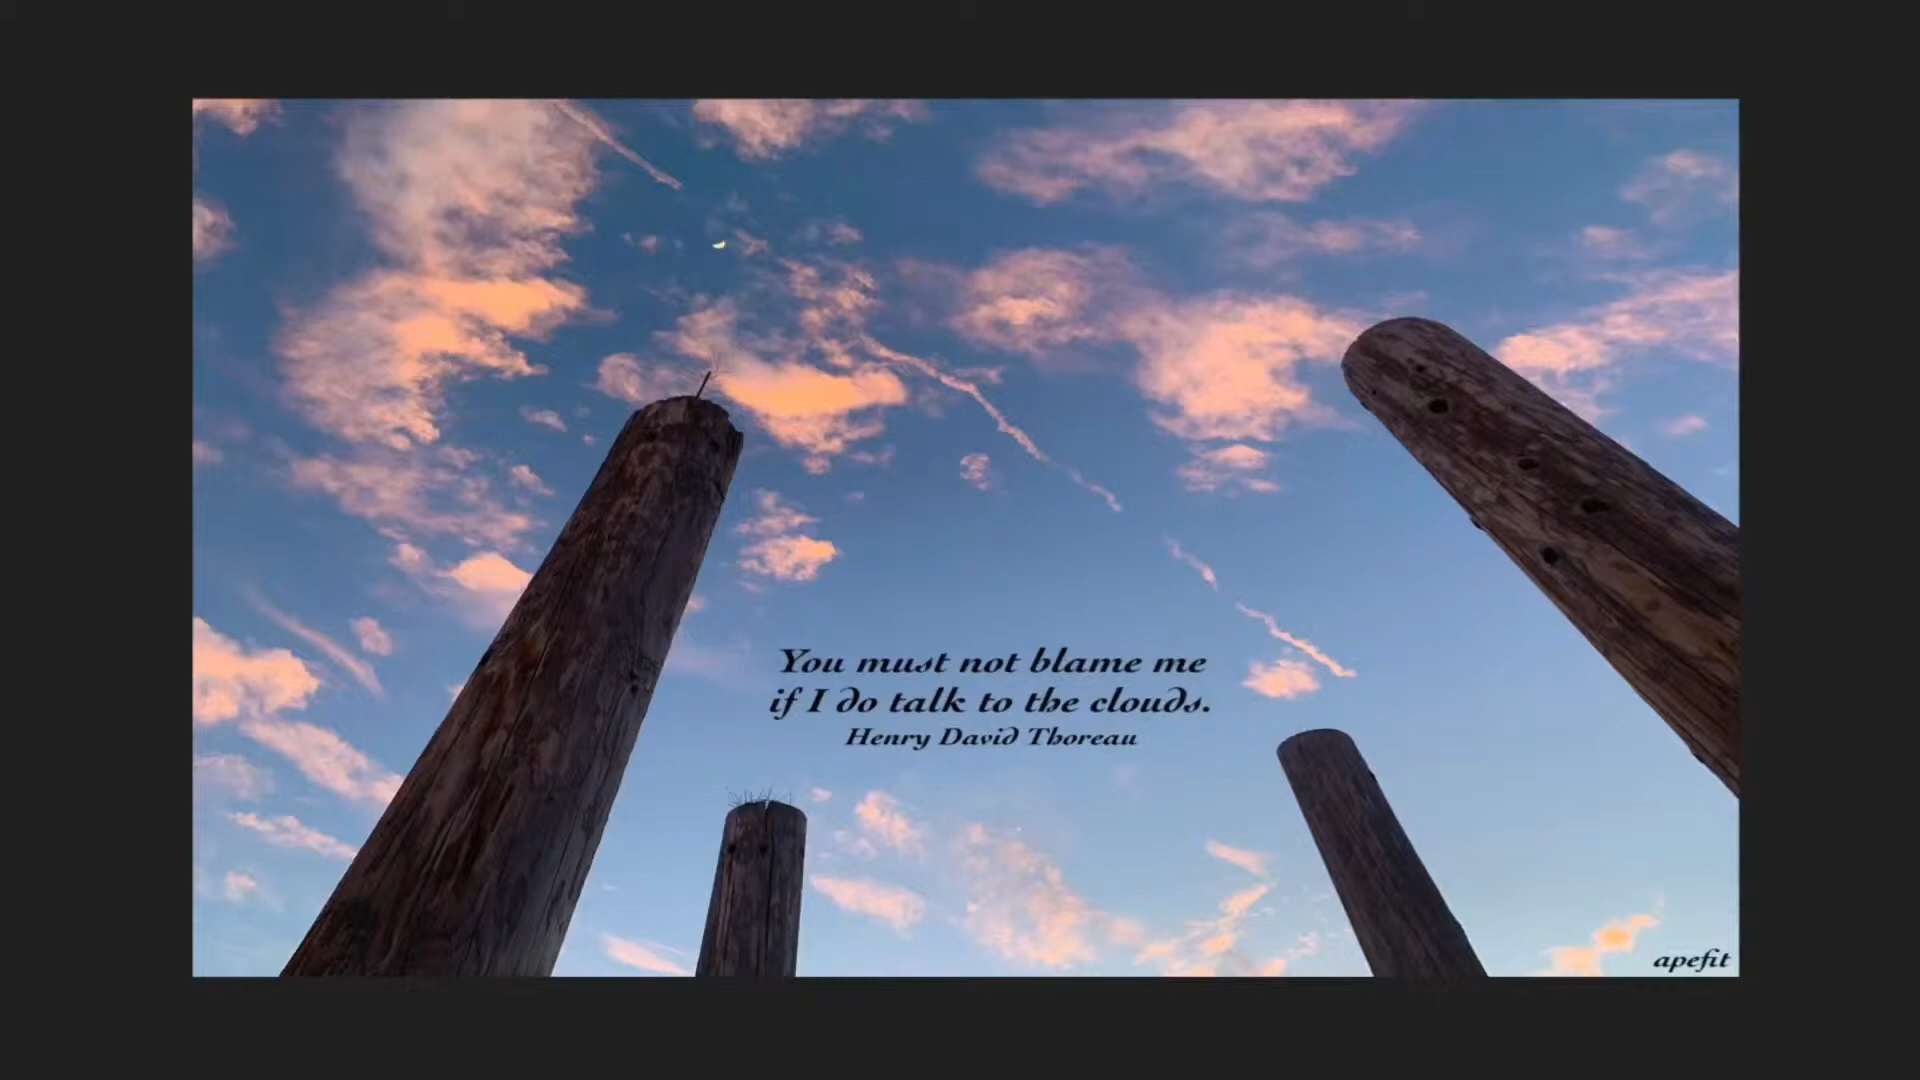 You must not blame me
if I do talk to the clouds.
Henry David Thoreau
apefit